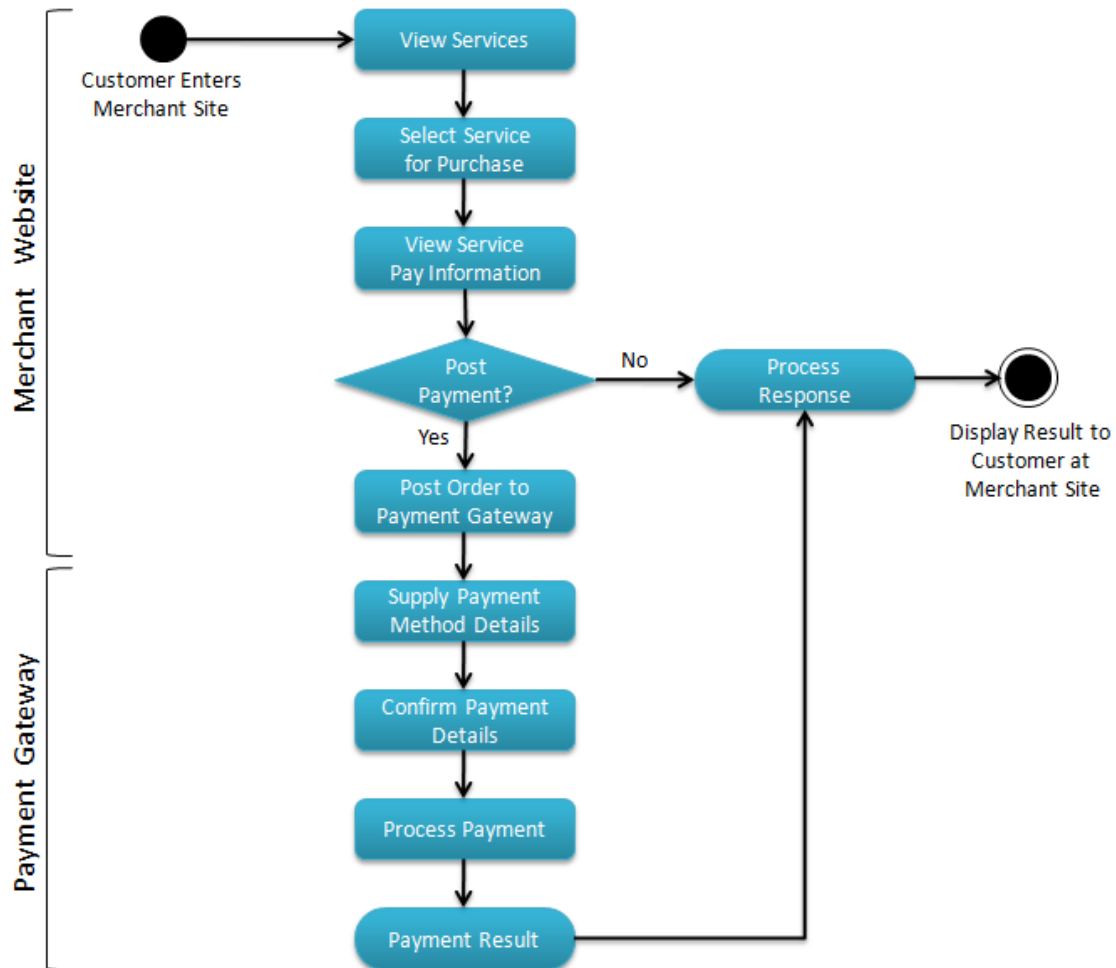 View Services
Customer Enters
Merchant Site
Select Service
for Purchase
View Service
Pay Information
Post
Payment?
No
Process
Response
Yes
Display Result to
Customer at
Merchant Site
Post Order to
Payment Gateway
Merchant Website
Supply Payment
Method Details
Confirm Payment
Details
Process Payment
Payment Result
Payment Gateway